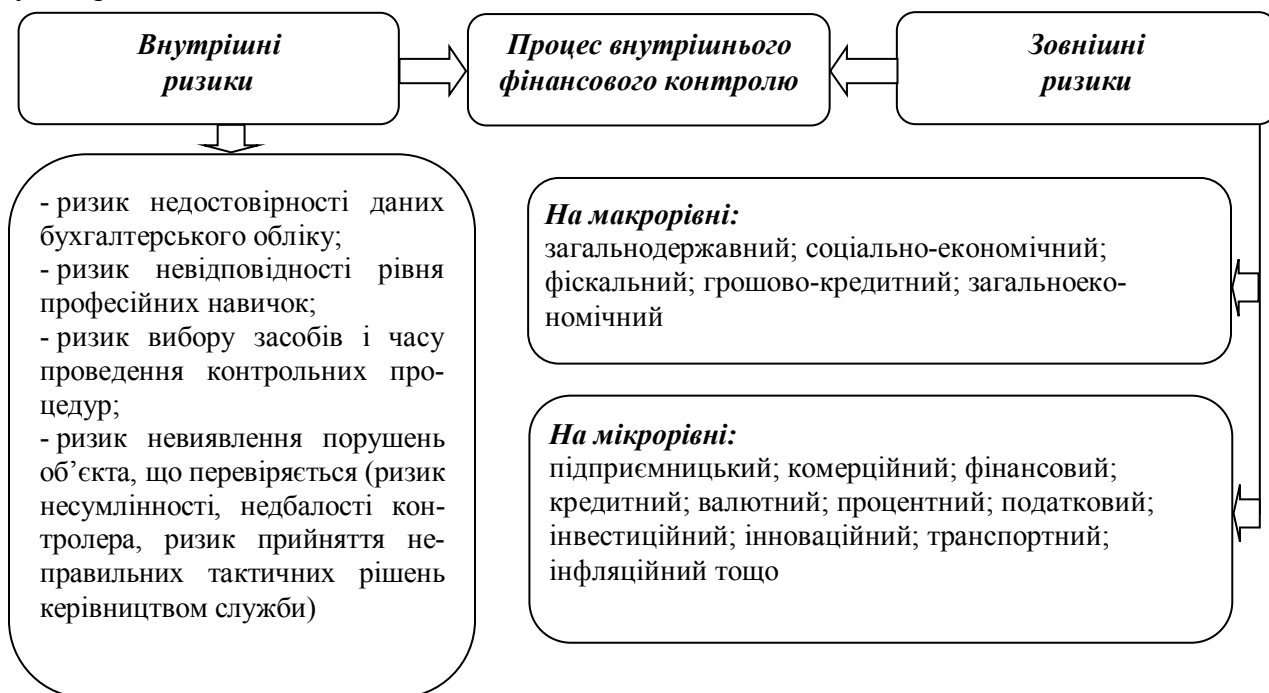 Внутрішні
ризики
Процес внутрішнього
фінансового контролю
Зовнішні
ризики
- ризик недостовірності даних
бухгалтерського обліку;
- ризик невідповідності рівня
професійних навичок;
- ризик вибору засобів і часу
проведення контрольних про-
цедур;
- ризик невиявлення порушень
об’єкта, що перевіряється (ризик
несумлінності, недбалості кон-
тролера, ризик прийняття не-
правильних тактичних рішень
керівництвом служби)
На макрорівні:
загальнодержавний; соціально-економічний;
фіскальний; грошово-кредитний; загальноеко-
номічний
На мікрорівні:
підприємницький; комерційний; фінансовий;
кредитний; валютний; процентний; податковий;
інвестиційний; інноваційний; транспортний;
інфляційний тощо